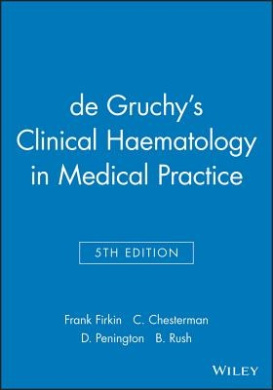 de Gruchy's
Clinical Haematology
in Medical Practice
5TH EDITION
Frank Firkin   C. Chesterman
D. Penington   B. Rush
WILEY